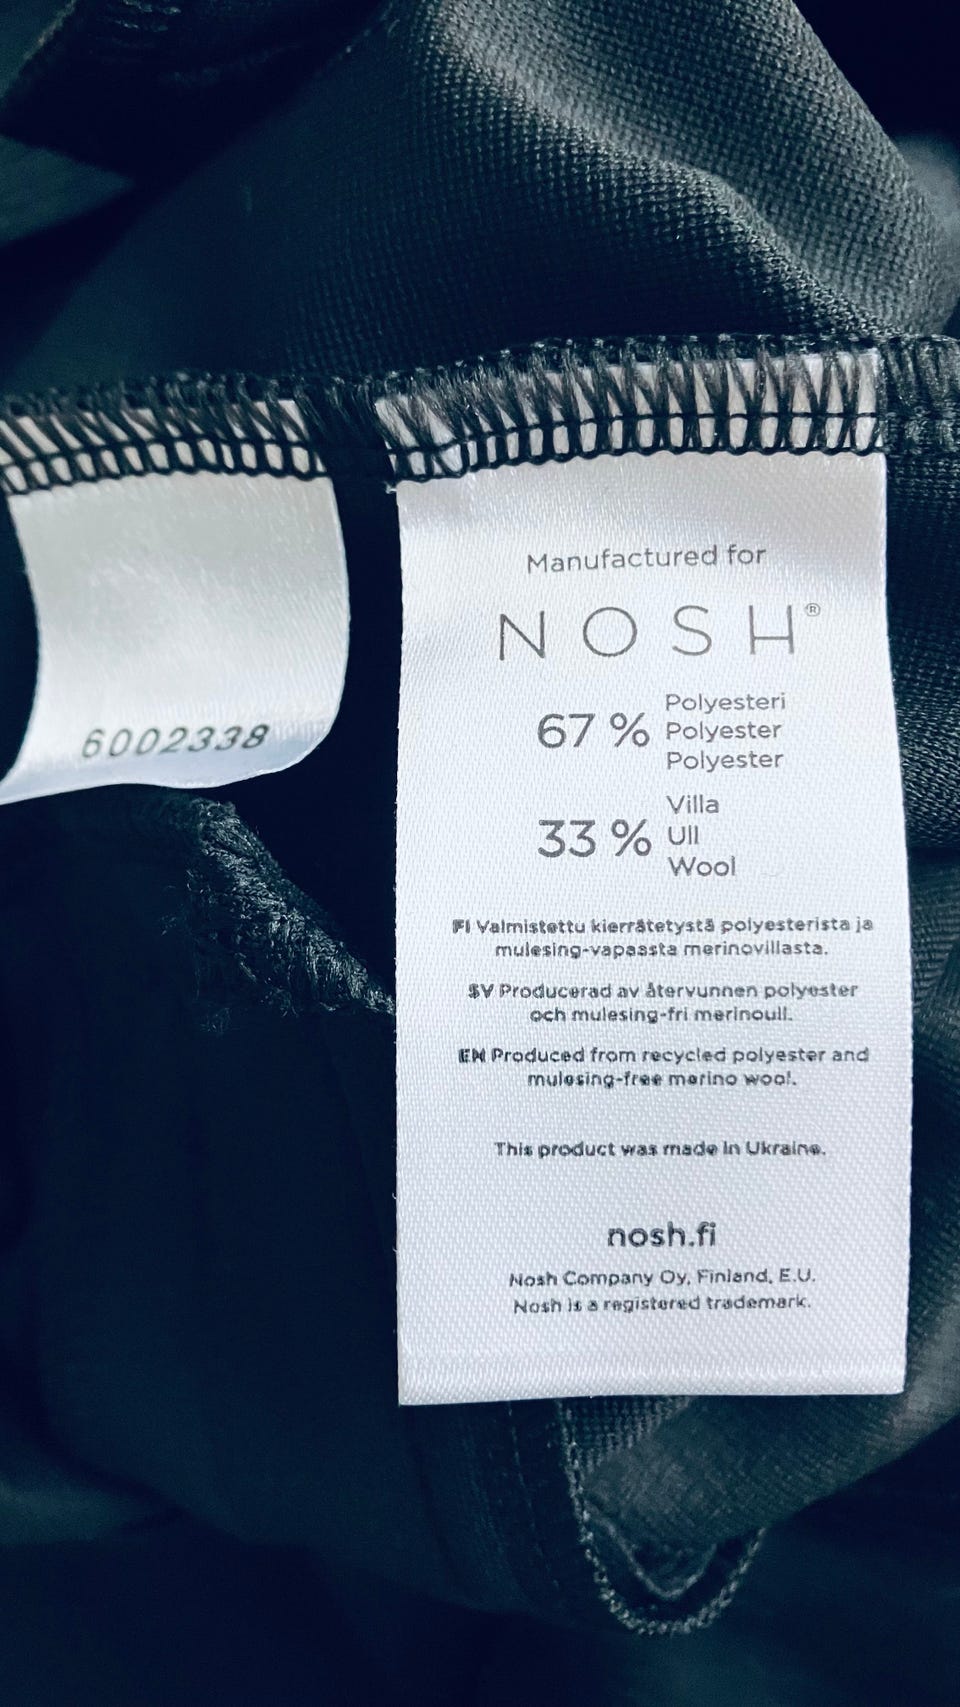 6002338
Manufactured for
NOSH®
67 % Polyesteri
Polyester
Polyester
33 % Villa
Ull
Wool
FI Valmistettu kierrätetystä polyesterista ja
mulesing-vapaasta merinovillasta.
SV Producerad av återvunnen polyester
och mulesing-fri merinoull.
EN Produced from recycled polyester and
mulesing-free merino wool.
This product was made in Ukraine.
nosh.fi
Nosh Company Oy, Finland, E.U.
Nosh is a registered trademark.